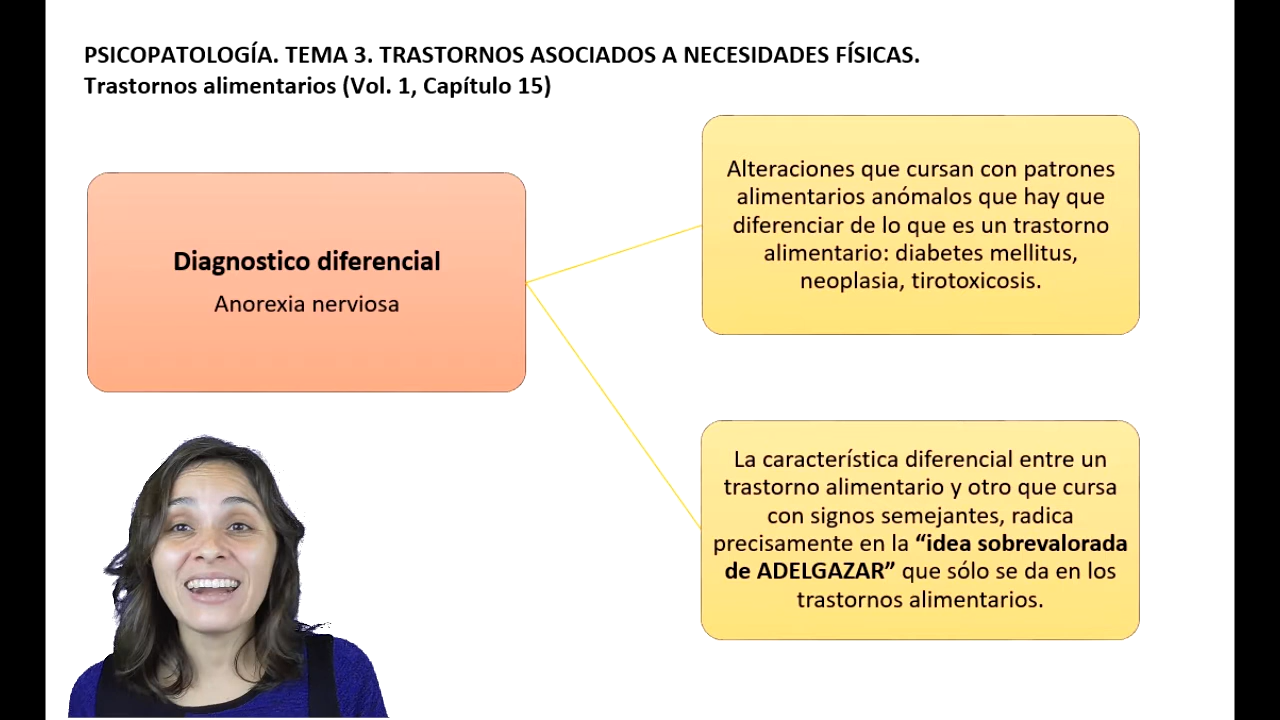 PSICOPATOLOGÍA. TEMA 3. TRASTORNOS ASOCIADOS A NECESIDADES FÍSICAS.
Trastornos alimentarios (Vol. 1, Capítulo 15)
Diagnostico diferencial
Anorexia nerviosa
Alteraciones que cursan con patrones
alimentarios anómalos que hay que
diferenciar de lo que es un trastorno
alimentario: diabetes mellitus,
neoplasia, tirotoxicosis.
La característica diferencial entre un
trastorno alimentario y otro que cursa
con signos semejantes, radica
precisamente en la “idea sobrevalorada
de ADELGAZAR” que sólo se da en los
trastornos alimentarios.